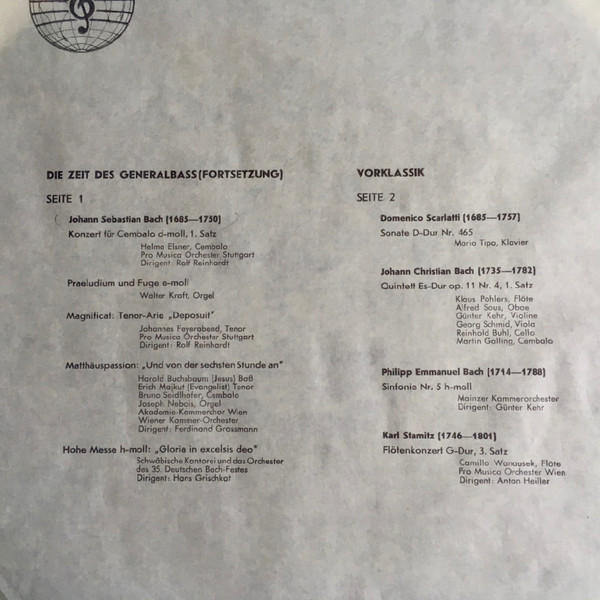 DIE ZEIT DES GENERALBASS (FORTSETZUNG)
SEITE 1
Johann Sebastian Bach (1685—1750)
Konzert für Cembalo d-moll, 1. Satz
Helma Elsner, Cembalo
Pro Musica Orchester Stuttgart
Dirigent: Rolf Reinhardt
Praeludium und Fuge e-moll
Walter Kraft, Orgel
Magnificat: Tenor-Arie „Deposuit"
Johannes Feyerabend, Tenor
Pro Musica Orchester Stuttgart
Dirigent: Rolf Reinhardt
Matthäuspassion: „Und von der sechsten Stunde an"
Harald Buchsbaum (Jesus) Baß
Erich Majkut (Evangelist) Tenor
Bruno Seidlhofer, Cembalo
Joseph Nebois, Orgel
Akademie-Kammerchor Wien
Wiener Kammer-Orchester
Dirigent: Ferdinand Grossmann
Hohe Messe h-moll: „Gloria in excelsis deo"
Schwäbische Kantorei und das Orchester
des 35. Deutschen Bach-Festes
Dirigent: Hans Grischkat
VORKLASSIK
SEITE 2
Domenico Scarlatti (1685—1757)
Sonate D-Dur Nr. 465
Maria Tipo, Klavier
Johann Christian Bach (1735—1782)
Quintett Es-Dur op. 11 Nr. 4, 1. Satz
Klaus Pohlers, Flöte
Alfred Sous, Oboe
Günter Kehr, Violine
Georg Schmid, Viola
Reinhold Buhl, Cello
Martin Galling, Cembalo
Philipp Emmanuel Bach (1714—1788)
Sinfonie Nr. 5 h-moll
Mainzer Kammerorchester
Dirigent: Günter Kehr
Karl Stamitz (1746—1801)
Flötenkonzert G-Dur, 3. Satz
Camillo Wanausek, Flöte
Pro Musica Orchester Wien
Dirigent: Anton Heiller